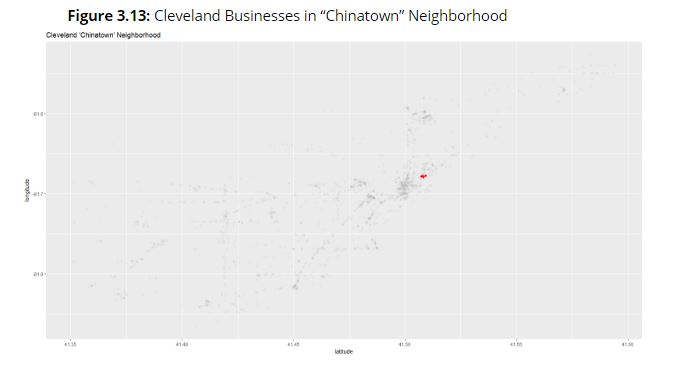 Figure 3.13: Cleveland Businesses in “Chinatown” Neighborhood
Cleveland 'Chinatown' Neighborhood
-81.6
longitude
-81.7
-81.8
41.35 41.40 41.45 41.50 41.55 41.60
latitude